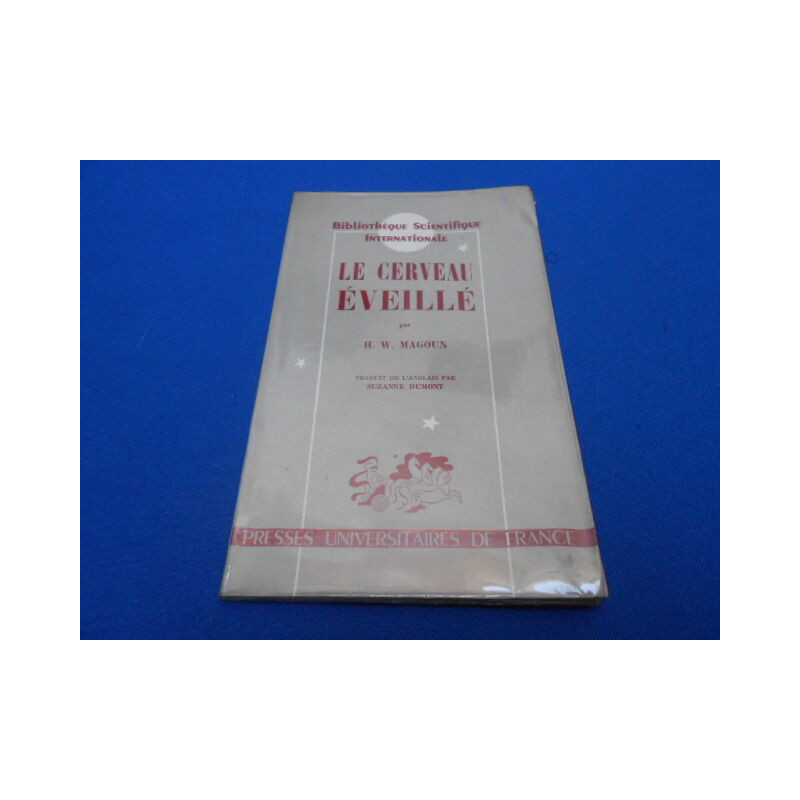 Bibliothèque Scientifique
Internationale
LE CERVEAU
ÉVEILLÉ
par
H. W. MAGOUN
TRADUIT DE L'ANGLAIS PAR
SUZANNE DUMONT
PRESSES UNIVERSITAIRES DE FRANCE